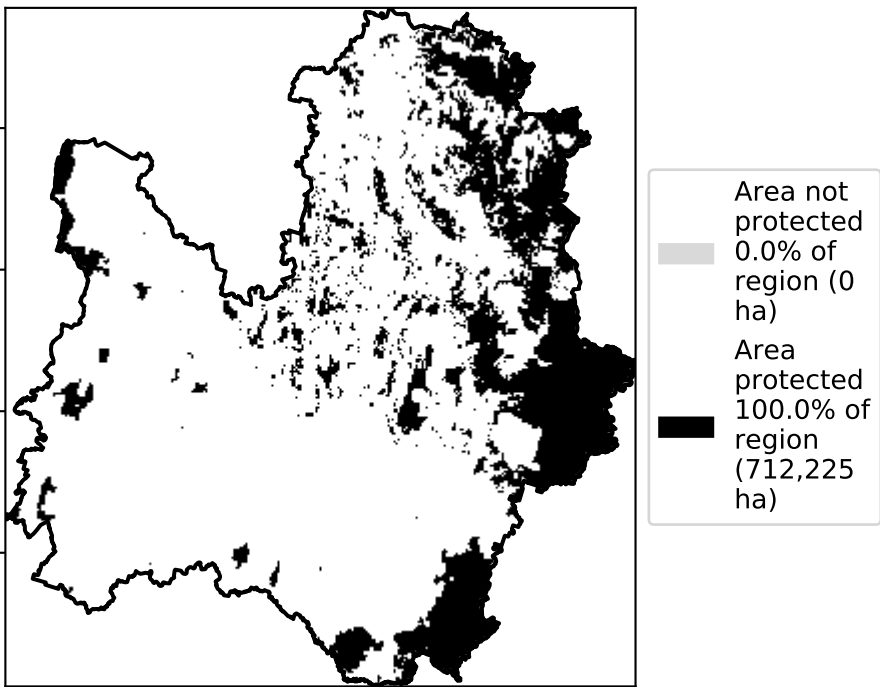 Area not
protected
0.0% of
region (0
ha)
Area
protected
100.0% of
region
(712,225
ha)